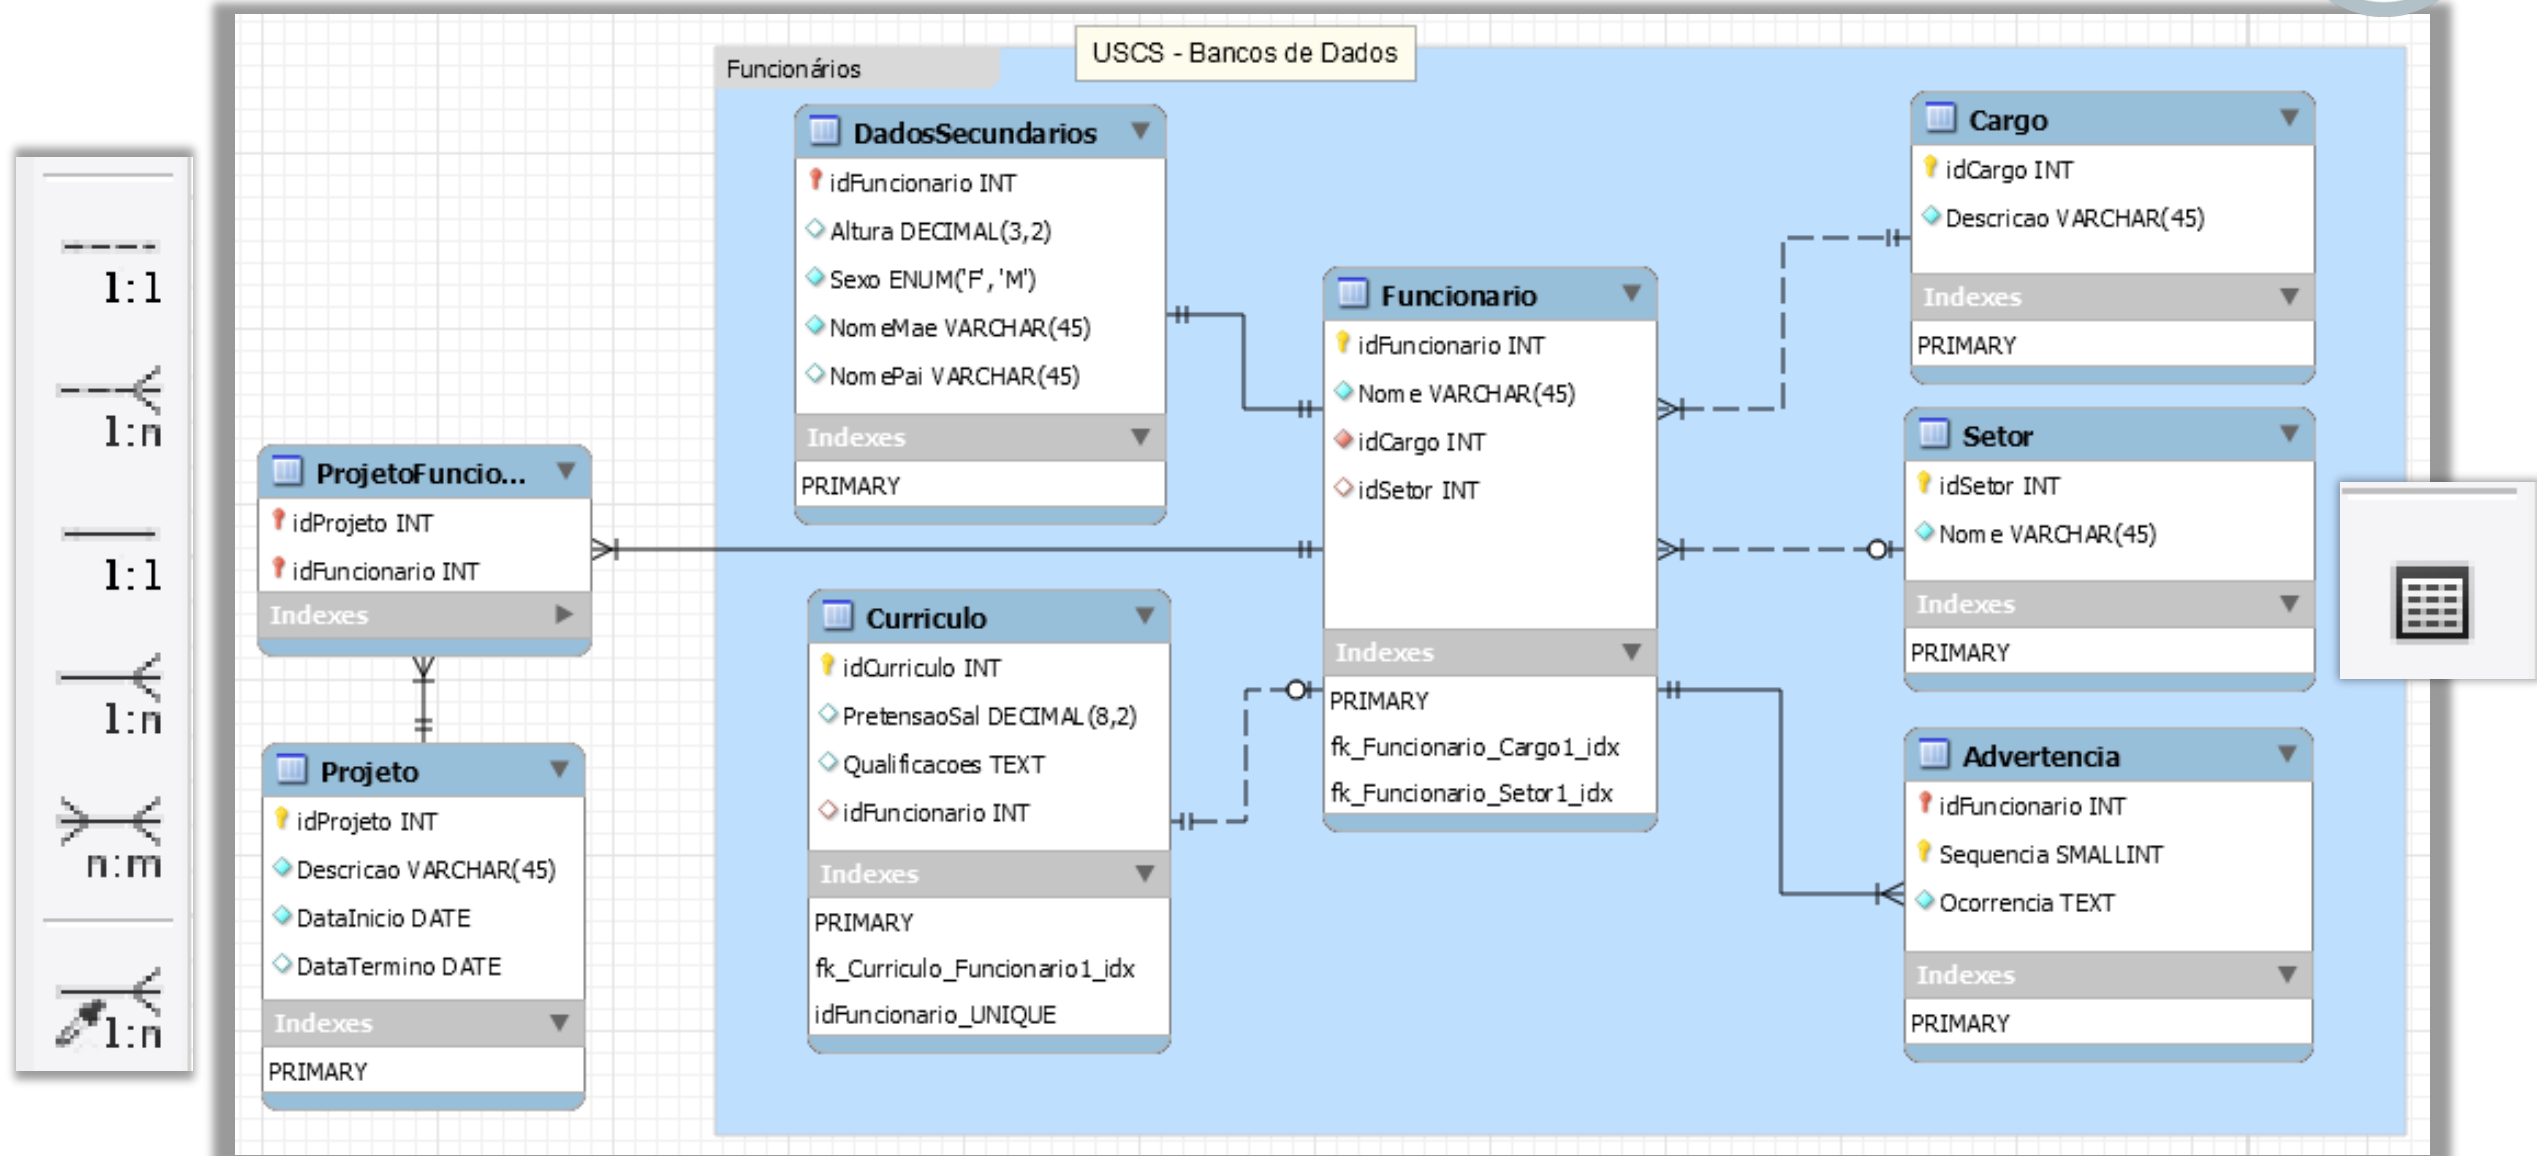 1:1
1:n
1:1
1:n
n:m
1:n
USCS - Bancos de Dados
Funcionários
DadosSecundarios
idFuncionario INT
Altura DECIMAL(3,2)
Sexo ENUM('F', 'M')
NomeMae VARCHAR(45)
NomePai VARCHAR(45)
Indexes
PRIMARY
ProjetoFuncio...
idProjeto INT
idFuncionario INT
Indexes
Projeto
idProjeto INT
Descricao VARCHAR(45)
DataInicio DATE
DataTermino DATE
Indexes
PRIMARY
Curriculo
idCurriculo INT
PretensaoSal DECIMAL(8,2)
Qualificacoes TEXT
idFuncionario INT
Indexes
PRIMARY
fk_Curriculo_Funcionario1_idx
idFuncionario_UNIQUE
Funcionario
idFuncionario INT
Nome VARCHAR(45)
idCargo INT
idSetor INT
Indexes
PRIMARY
fk_Funcionario_Cargo1_idx
fk_Funcionario_Setor1_idx
Cargo
idCargo INT
Descricao VARCHAR(45)
Indexes
PRIMARY
Setor
idSetor INT
Nome VARCHAR(45)
Indexes
PRIMARY
Advertencia
idFuncionario INT
Sequencia SMALLINT
Ocorrencia TEXT
Indexes
PRIMARY